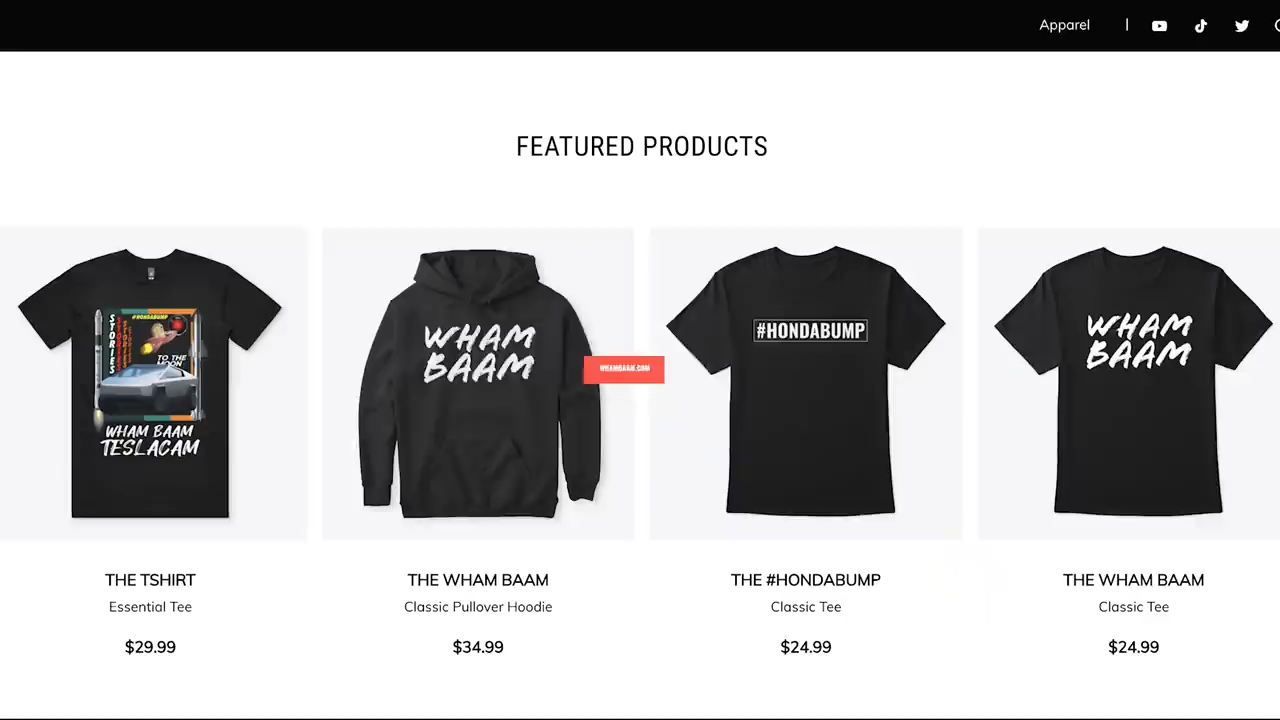 Apparel
FEATURED PRODUCTS
#HONDABUMP
STORIES
STORIES
TO THE
MOON
WHAM BAAM
TESLACAM
WHAM
BAAM
WHAMBAAM.COM
#HONDABUMP
WHAM
BAAM
THE TSHIRT
Essential Tee
$29.99
THE WHAM BAAM
Classic Pullover Hoodie
$34.99
THE #HONDABUMP
Classic Tee
$24.99
THE WHAM BAAM
Classic Tee
$24.99